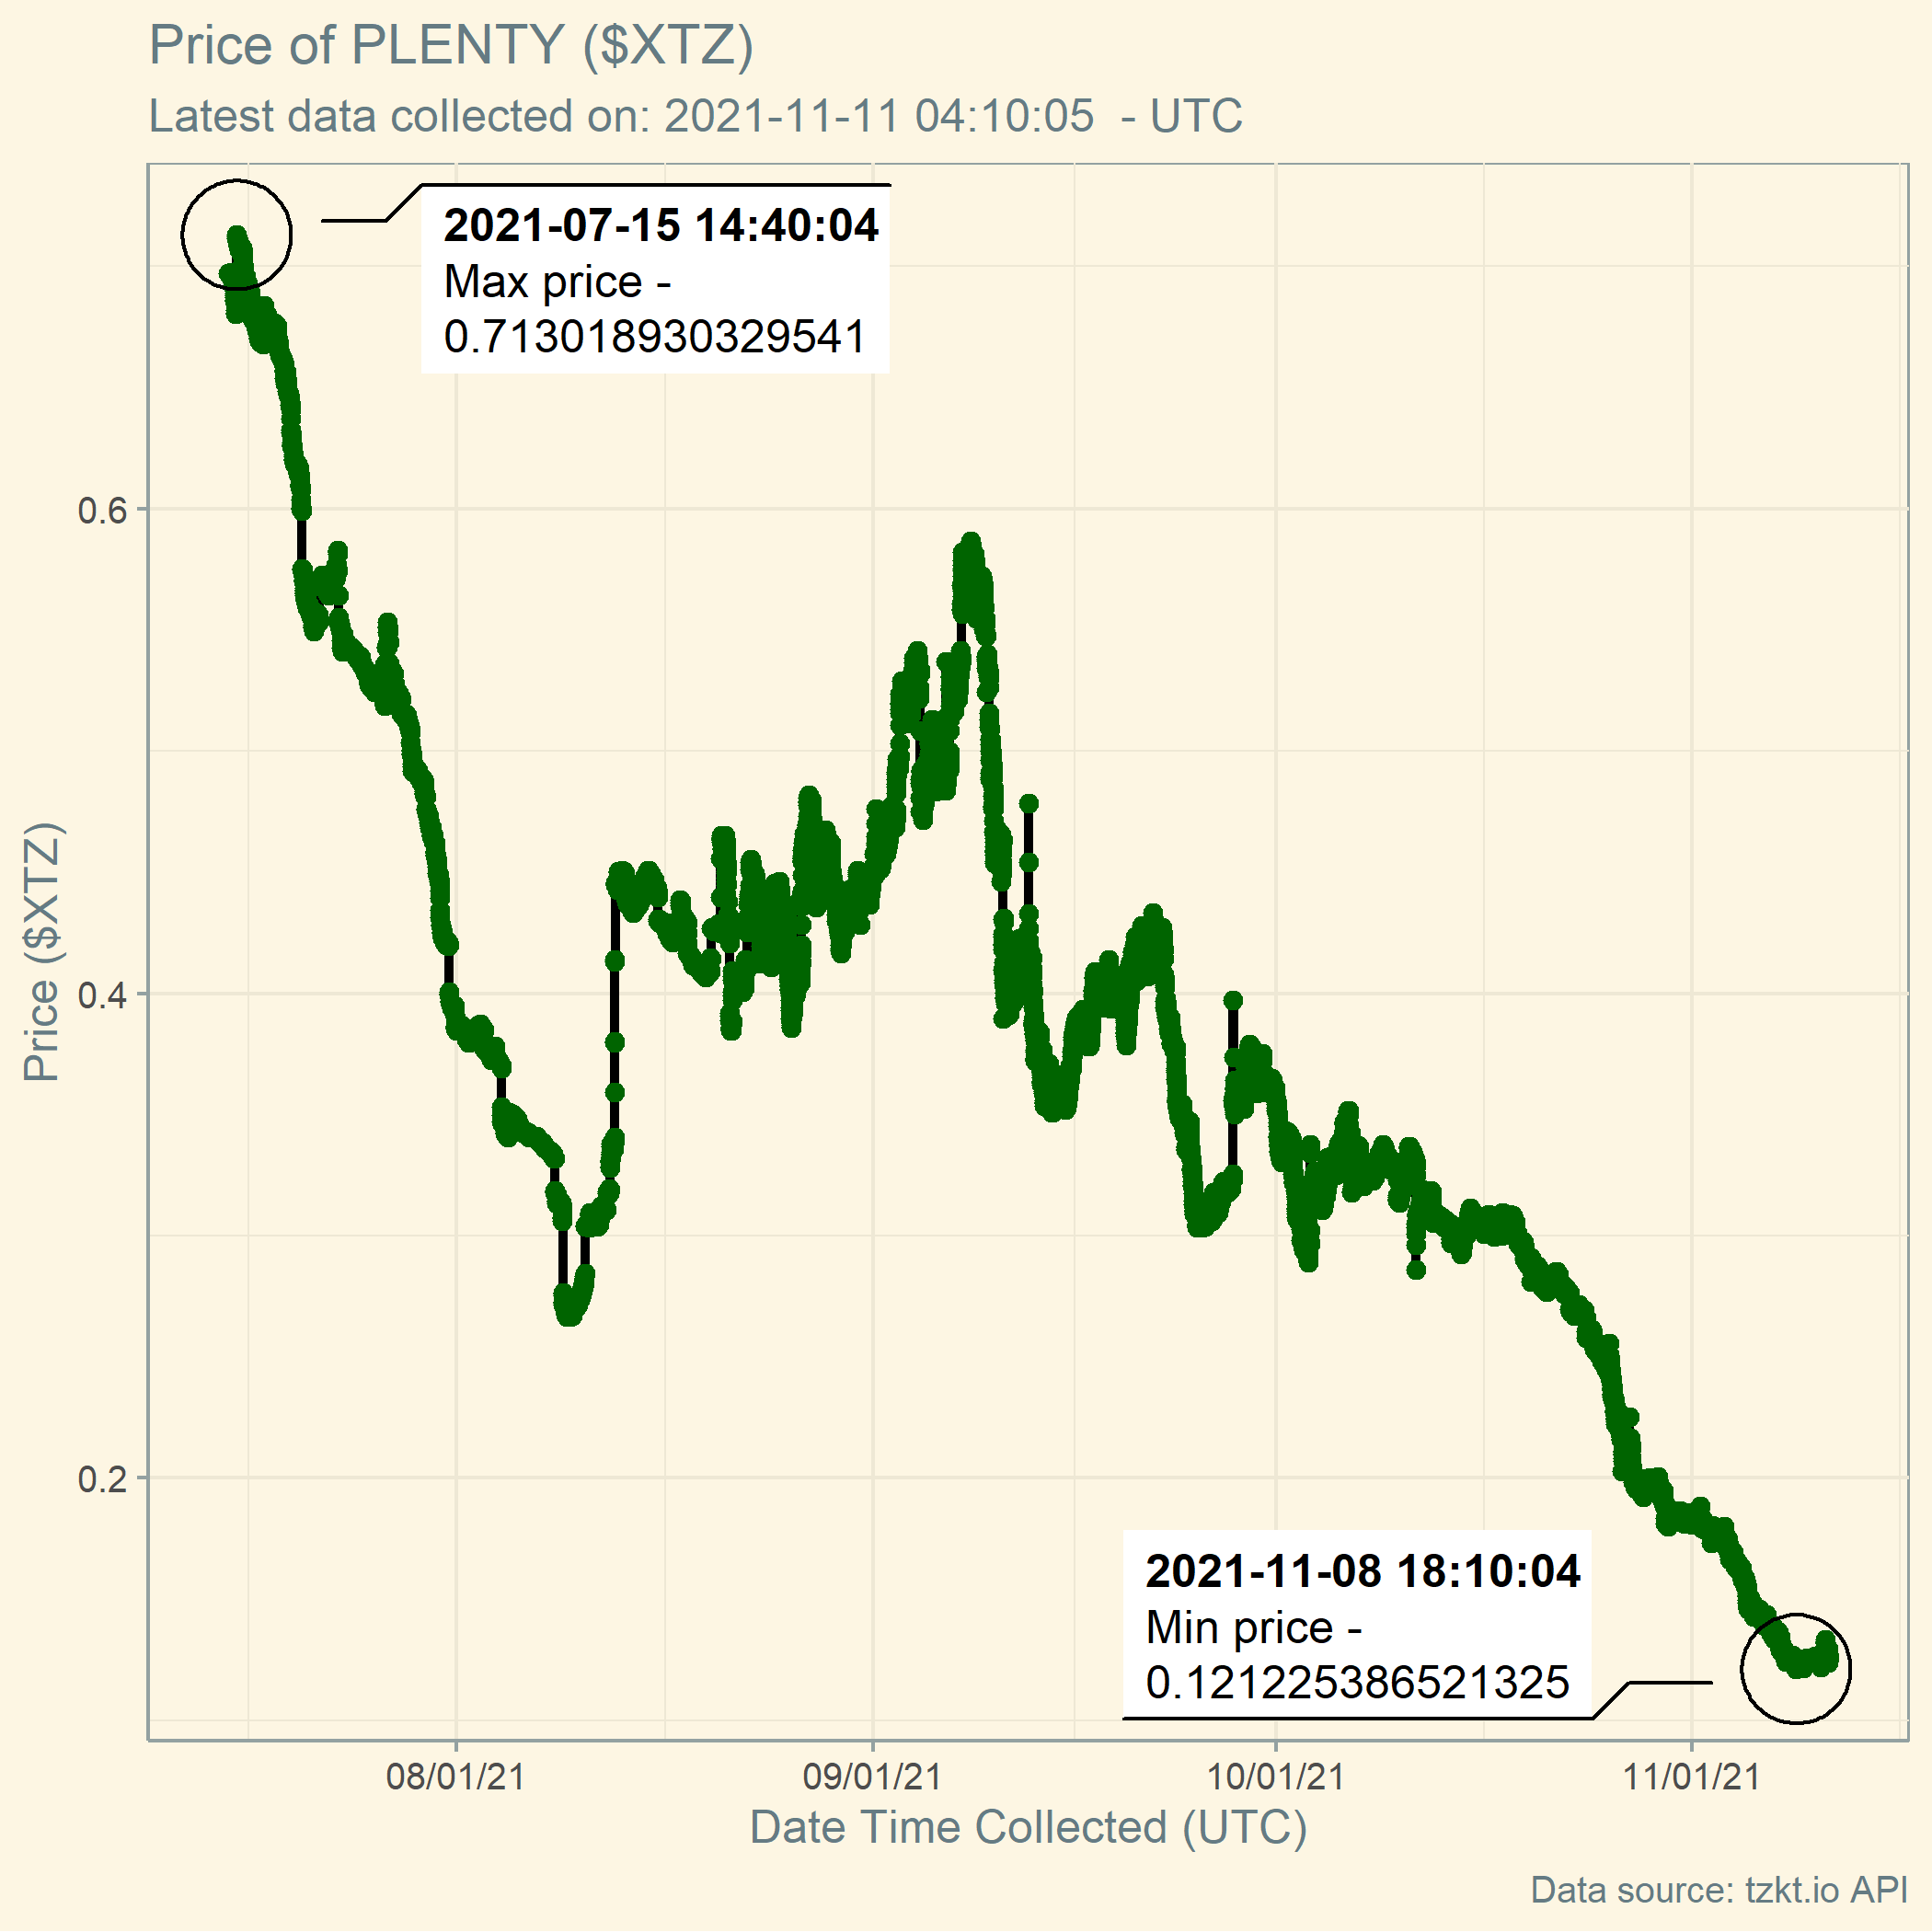 Price of PLENTY ($XTZ)
Latest data collected on: 2021-11-11 04:10:05  - UTC
2021-07-15 14:40:04
Max price -
0.713018930329541
0.6
0.4
0.2
Price ($XTZ)
2021-11-08 18:10:04
Min price -
0.121225386521325
08/01/21
09/01/21
10/01/21
11/01/21
Date Time Collected (UTC)
Data source: tzkt.io API